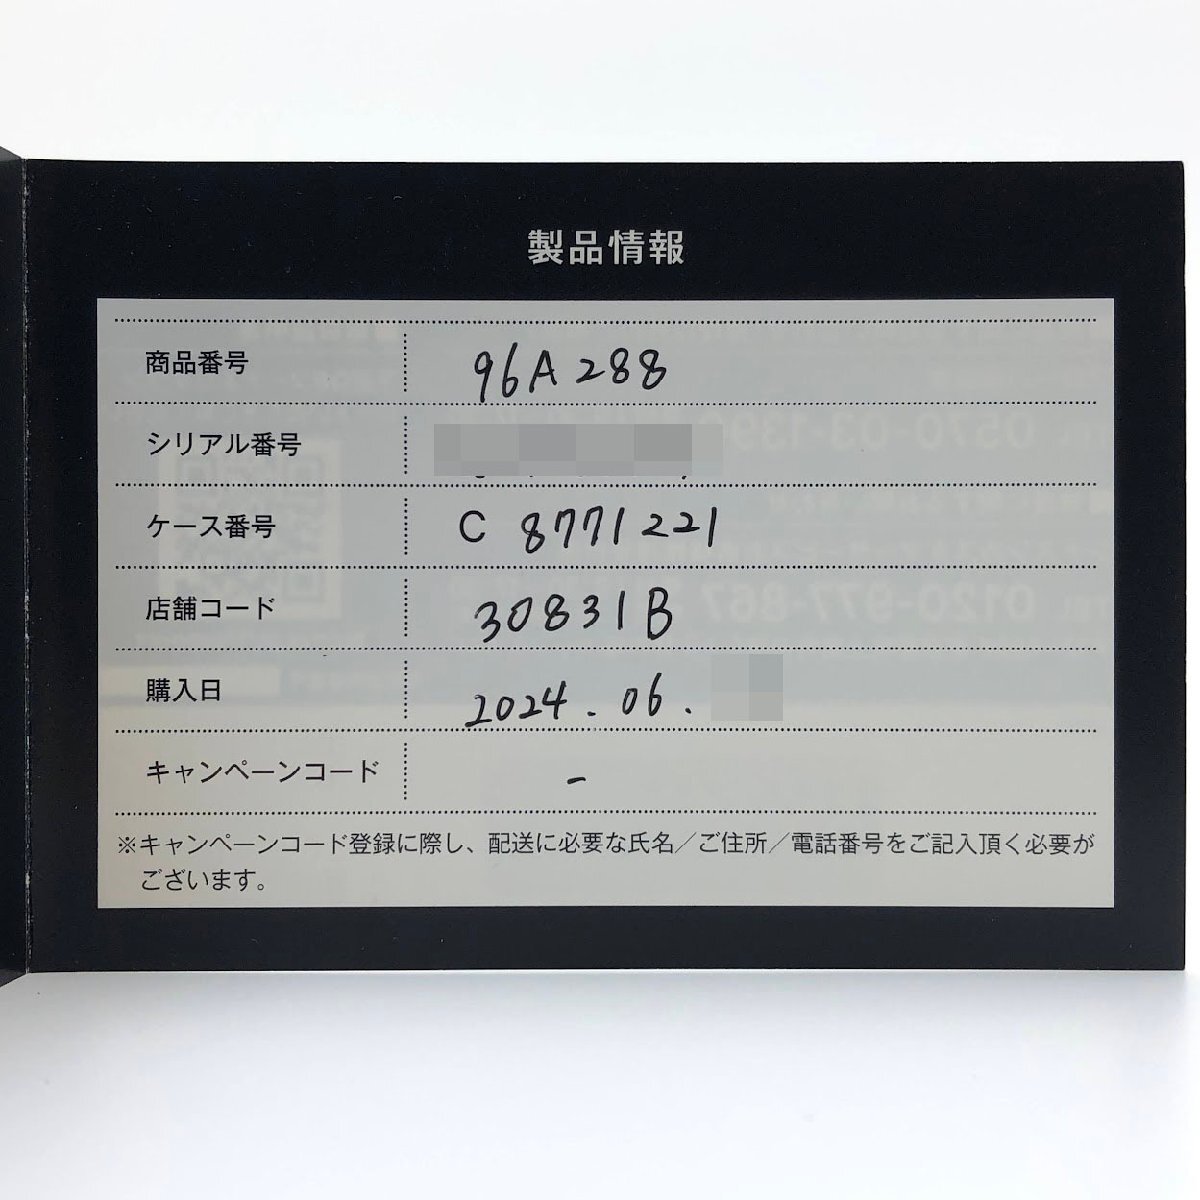 製品情報
商品番号 96A288
シリアル番号
ケース番号 C 8771221
店舗コード 30831B
購入日 2024.06.
キャンペーンコード -
※キャンペーンコード登録に際し、配送に必要な氏名／ご住所／電話番号をご記入頂く必要が
ございます。